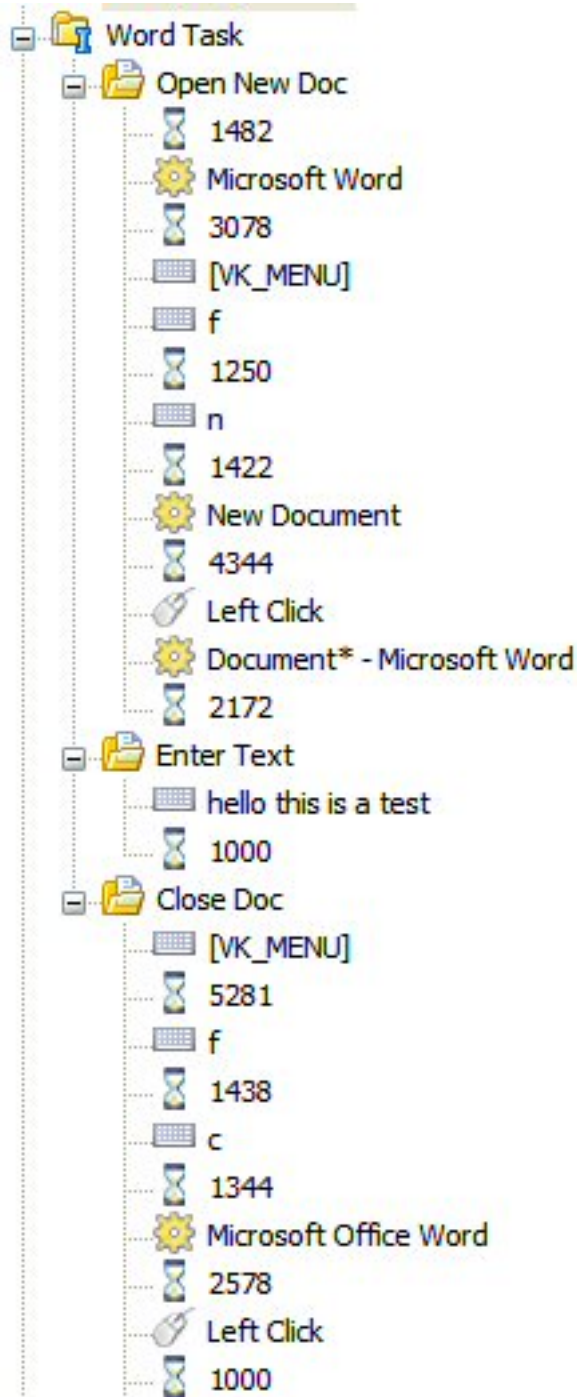 Word Task
Open New Doc
1482
Microsoft Word
3078
[VK_MENU]
f
1250
n
1422
New Document
4344
Left Click
Document* - Microsoft Word
2172
Enter Text
hello this is a test
1000
Close Doc
[VK_MENU]
5281
f
1438
c
1344
Microsoft Office Word
2578
Left Click
1000